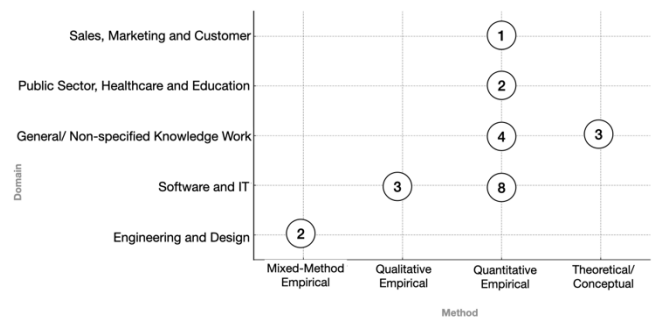 Sales, Marketing and Customer
1
Public Sector, Healthcare and Education
2
General/ Non-specified Knowledge Work
4
3
Software and IT
3
8
Engineering and Design
2
Domain
Mixed-Method
Empirical
Qualitative
Empirical
Quantitative
Empirical
Theoretical/
Conceptual
Method